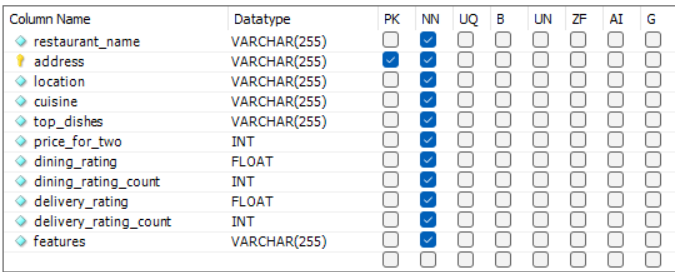 Column Name Datatype PK NN UQ B UN ZF AI G
restaurant_name VARCHAR(255)
address VARCHAR(255)
location VARCHAR(255)
cuisine VARCHAR(255)
top_dishes VARCHAR(255)
price_for_two INT
dining_rating FLOAT
dining_rating_count INT
delivery_rating FLOAT
delivery_rating_count INT
features VARCHAR(255)